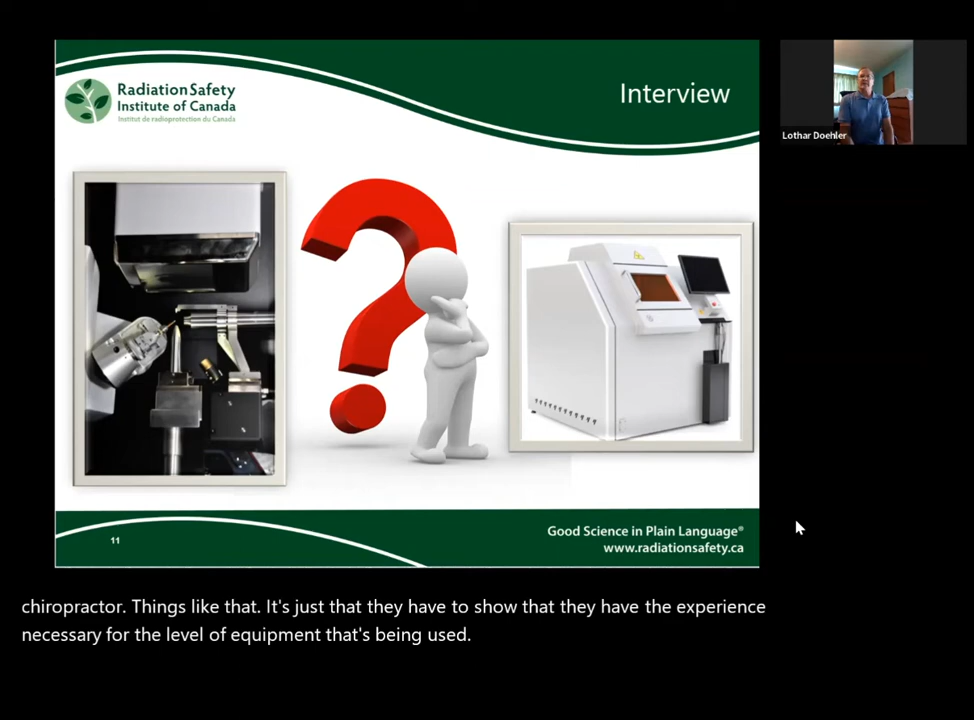 Radiation Safety
Institute of Canada
Institut de radioprotection du Canada
Interview
Lothar Doehler
11
Good Science in Plain Language®
www.radiationsafety.ca
chiropractor. Things like that. It's just that they have to show that they have the experience
necessary for the level of equipment that's being used.